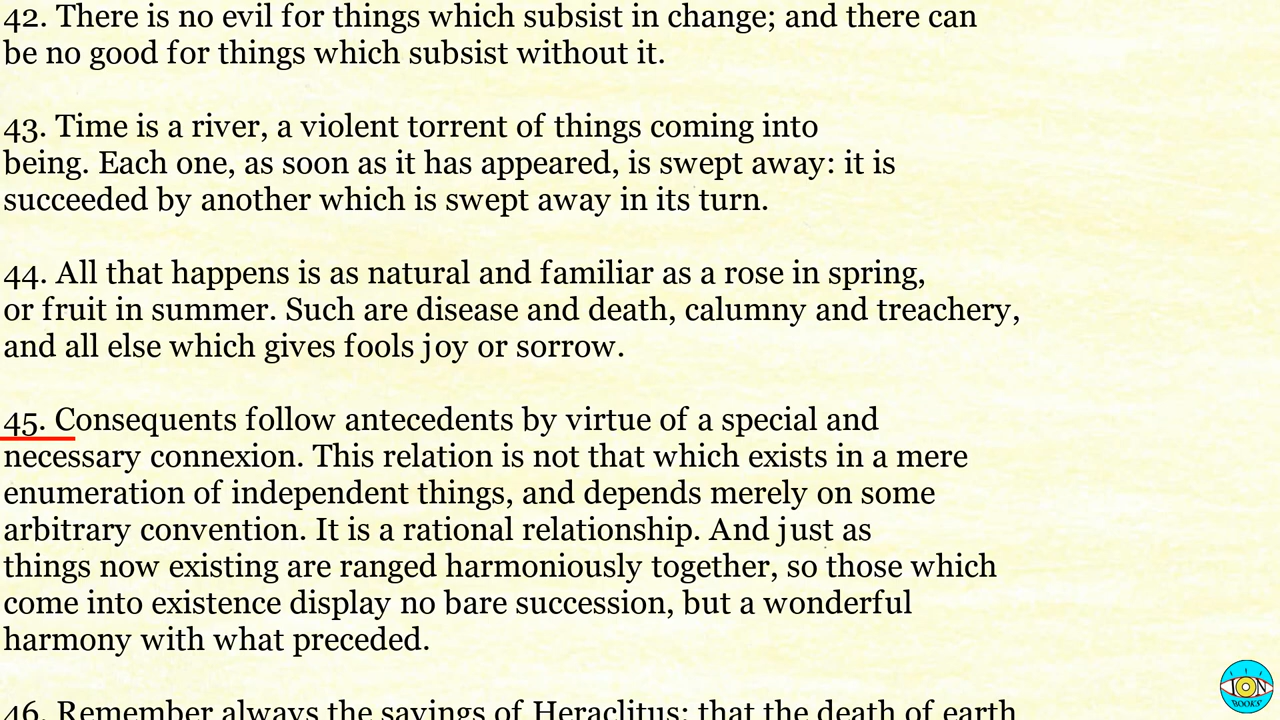 42. There is no evil for things which subsist in change; and there can
be no good for things which subsist without it.
43. Time is a river, a violent torrent of things coming into
being. Each one, as soon as it has appeared, is swept away: it is
succeeded by another which is swept away in its turn.
44. All that happens is as natural and familiar as a rose in spring,
or fruit in summer. Such are disease and death, calumny and treachery,
and all else which gives fools joy or sorrow.
45. Consequents follow antecedents by virtue of a special and
necessary connexion. This relation is not that which exists in a mere
enumeration of independent things, and depends merely on some
arbitrary convention. It is a rational relationship. And just as
things now existing are ranged harmoniously together, so those which
come into existence display no bare succession, but a wonderful
harmony with what preceded.
46. Remember always the sayings of Heraclitus: that the death of earth
ION
BOOKS